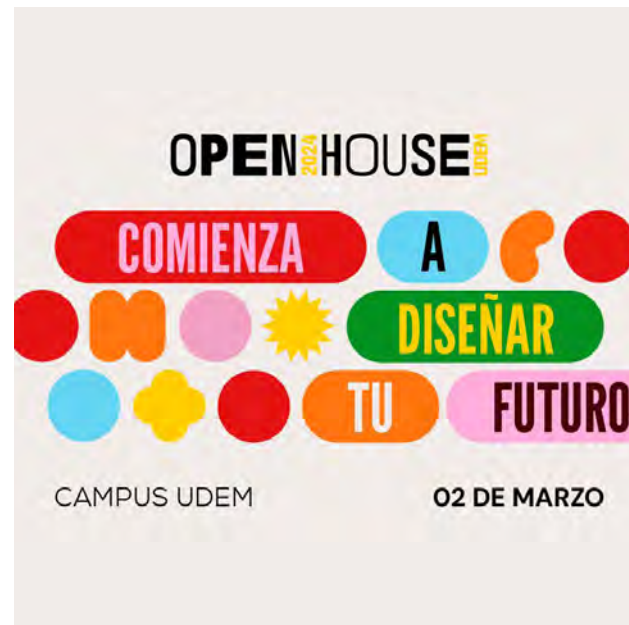 OPEN 2024 HOUSE UDEM
COMIENZA A
DISEÑAR
TU FUTURO
CAMPUS UDEM
02 DE MARZO